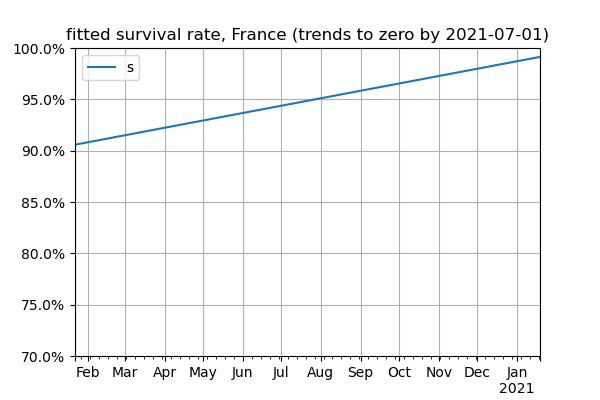 fitted survival rate, France (trends to zero by 2021-07-01)
100.0%
s
95.0%
90.0%
85.0%
80.0%
75.0%
70.0%
Feb Mar Apr May Jun Jul Aug Sep Oct Nov Dec Jan
2021